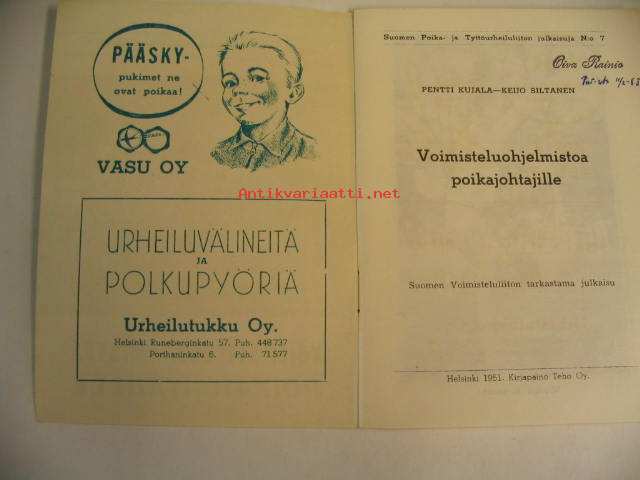 PÄÄSKY-
pukimet ne
ovat poikaa!
VASU OY
URHEILUVÄLINEITÄ
JA
POLKUPYÖRIÄ
Urheilutukku Oy.
Helsinki Runeberginkatu 57. Puh. 448 737
Porthaninkatu 6. Puh. 71 577
Suomen Poika- ja Tyttöurheiluliiton julkaisuja N:o 7
Oiva Rainio
PENTTI KUJALA—KEIJO SILTANEN
Voimisteluohjelmistoa
poikajohtajille
Suomen Voimisteluliiton tarkastama julkaisu
Helsinki 1951. Kirjapaino Teho Oy.
Antikvariaatti.net